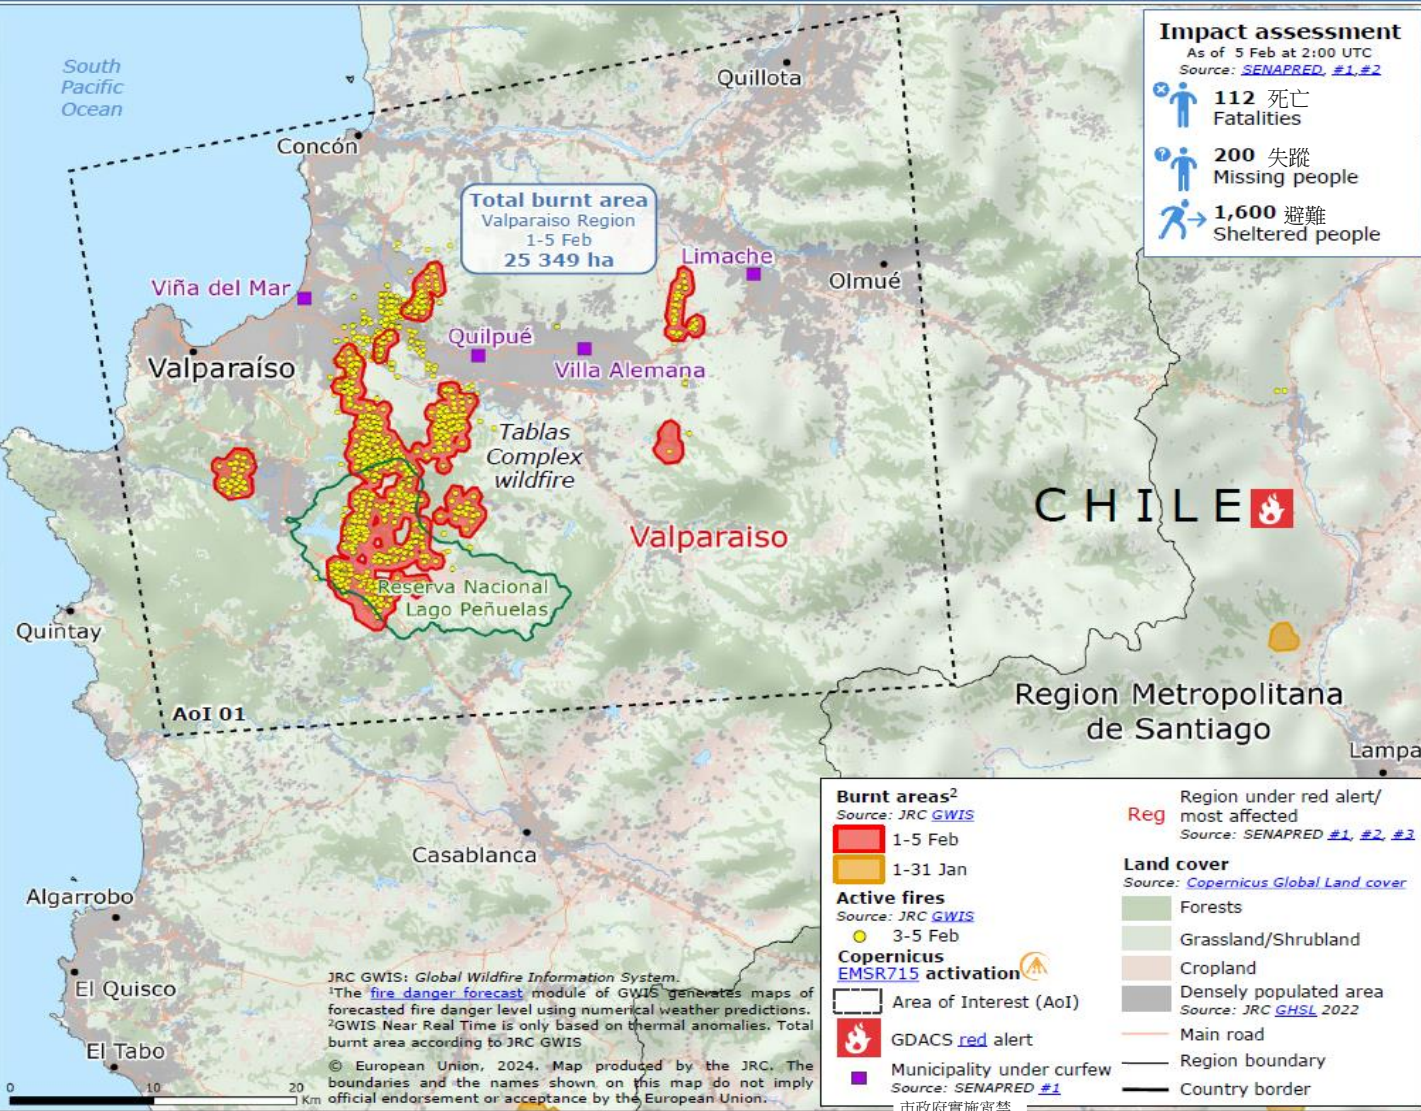 South
Pacific
Ocean
Quillota
Concón
Impact assessment
As of 5 Feb at 2:00 UTC
Source: SENAPRED, #1,#2
112 死亡
Fatalities
200 失蹤
Missing people
1,600 避難
Sheltered people
Total burnt area
Valparaiso Region
1-5 Feb
25 349 ha
Limache
Olmué
Viña del Mar
Quilpué
Villa Alemana
Valparaíso
Tablas
Complex
wildfire
CHILE
Valparaiso
Reserva Nacional
Lago Peñuelas
Quintay
AoI 01
Region Metropolitana
de Santiago
Lampa
Casablanca
Algarrobo
El Quisco
El Tabo
0 10 20 Km
JRC GWIS: Global Wildfire Information System.
¹The fire danger forecast module of GWIS generates maps of
forecasted fire danger level using numerical weather predictions.
²GWIS Near Real Time is only based on thermal anomalies. Total
burnt area according to JRC GWIS
© European Union, 2024. Map produced by the JRC. The
boundaries and the names shown on this map do not imply
official endorsement or acceptance by the European Union.
Burnt areas²
Source: JRC GWIS
1-5 Feb
1-31 Jan
Active fires
Source: JRC GWIS
3-5 Feb
Copernicus
EMSR715 activation
Area of Interest (AoI)
GDACS red alert
Municipality under curfew
Source: SENAPRED #1
市政府實施宵禁
Reg
Region under red alert/
most affected
Source: SENAPRED #1, #2, #3
Land cover
Source: Copernicus Global Land cover
Forests
Grassland/Shrubland
Cropland
Densely populated area
Source: JRC GHSL 2022
Main road
Region boundary
Country border